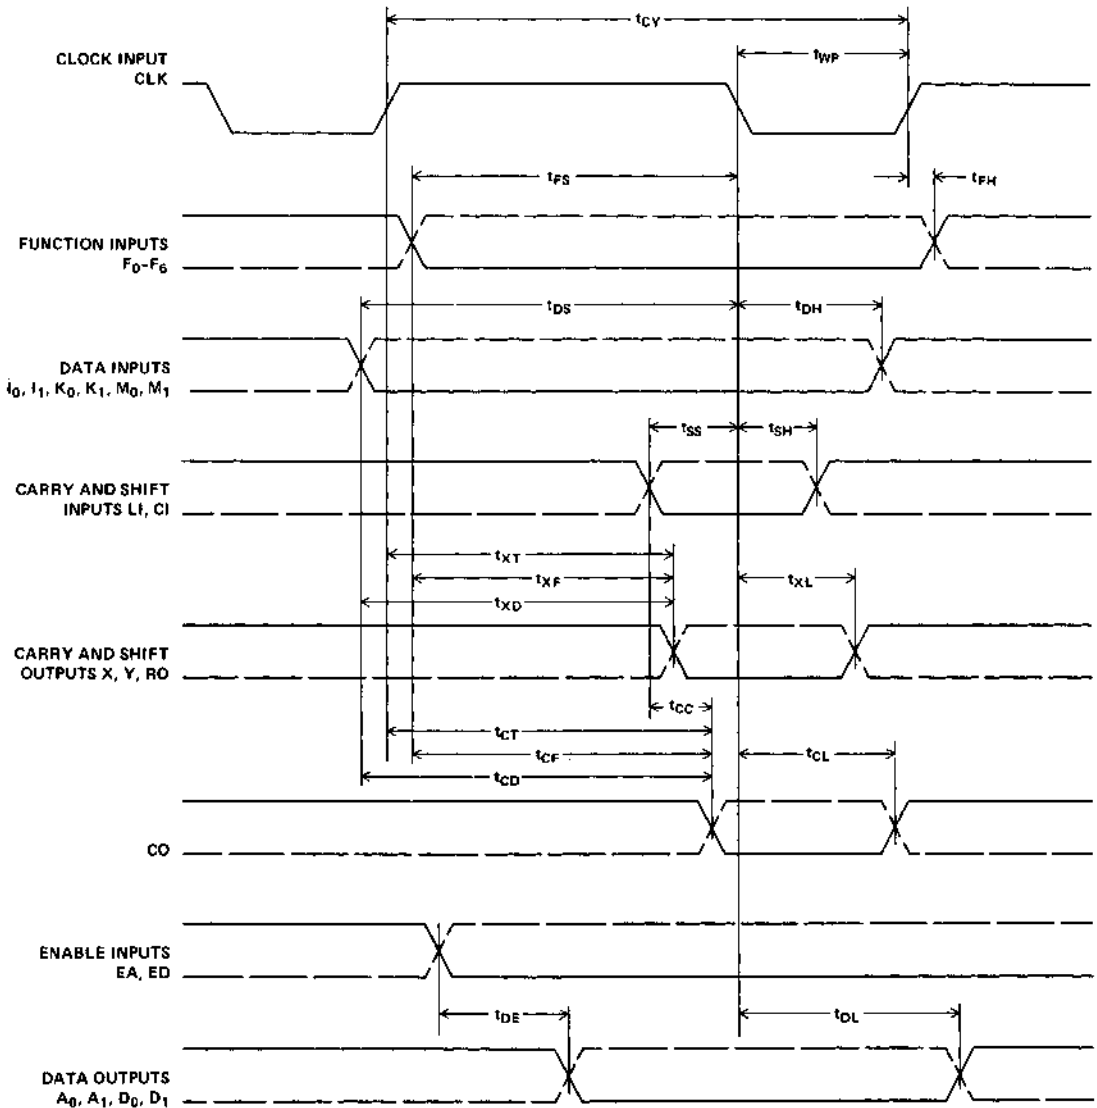 tCY
CLOCK INPUT
CLK
tWP
tFS
tFH
FUNCTION INPUTS
F0-F6
tDS
tDH
DATA INPUTS
I0, I1, K0, K1, M0, M1
tSS
tSH
CARRY AND SHIFT
INPUTS LI, CI
tXT
tXF
tXL
tXD
CARRY AND SHIFT
OUTPUTS X, Y, RO
tCC
tCT
tCF
tCL
tCD
CO
ENABLE INPUTS
EA, ED
tDE
tDL
DATA OUTPUTS
A0, A1, D0, D1